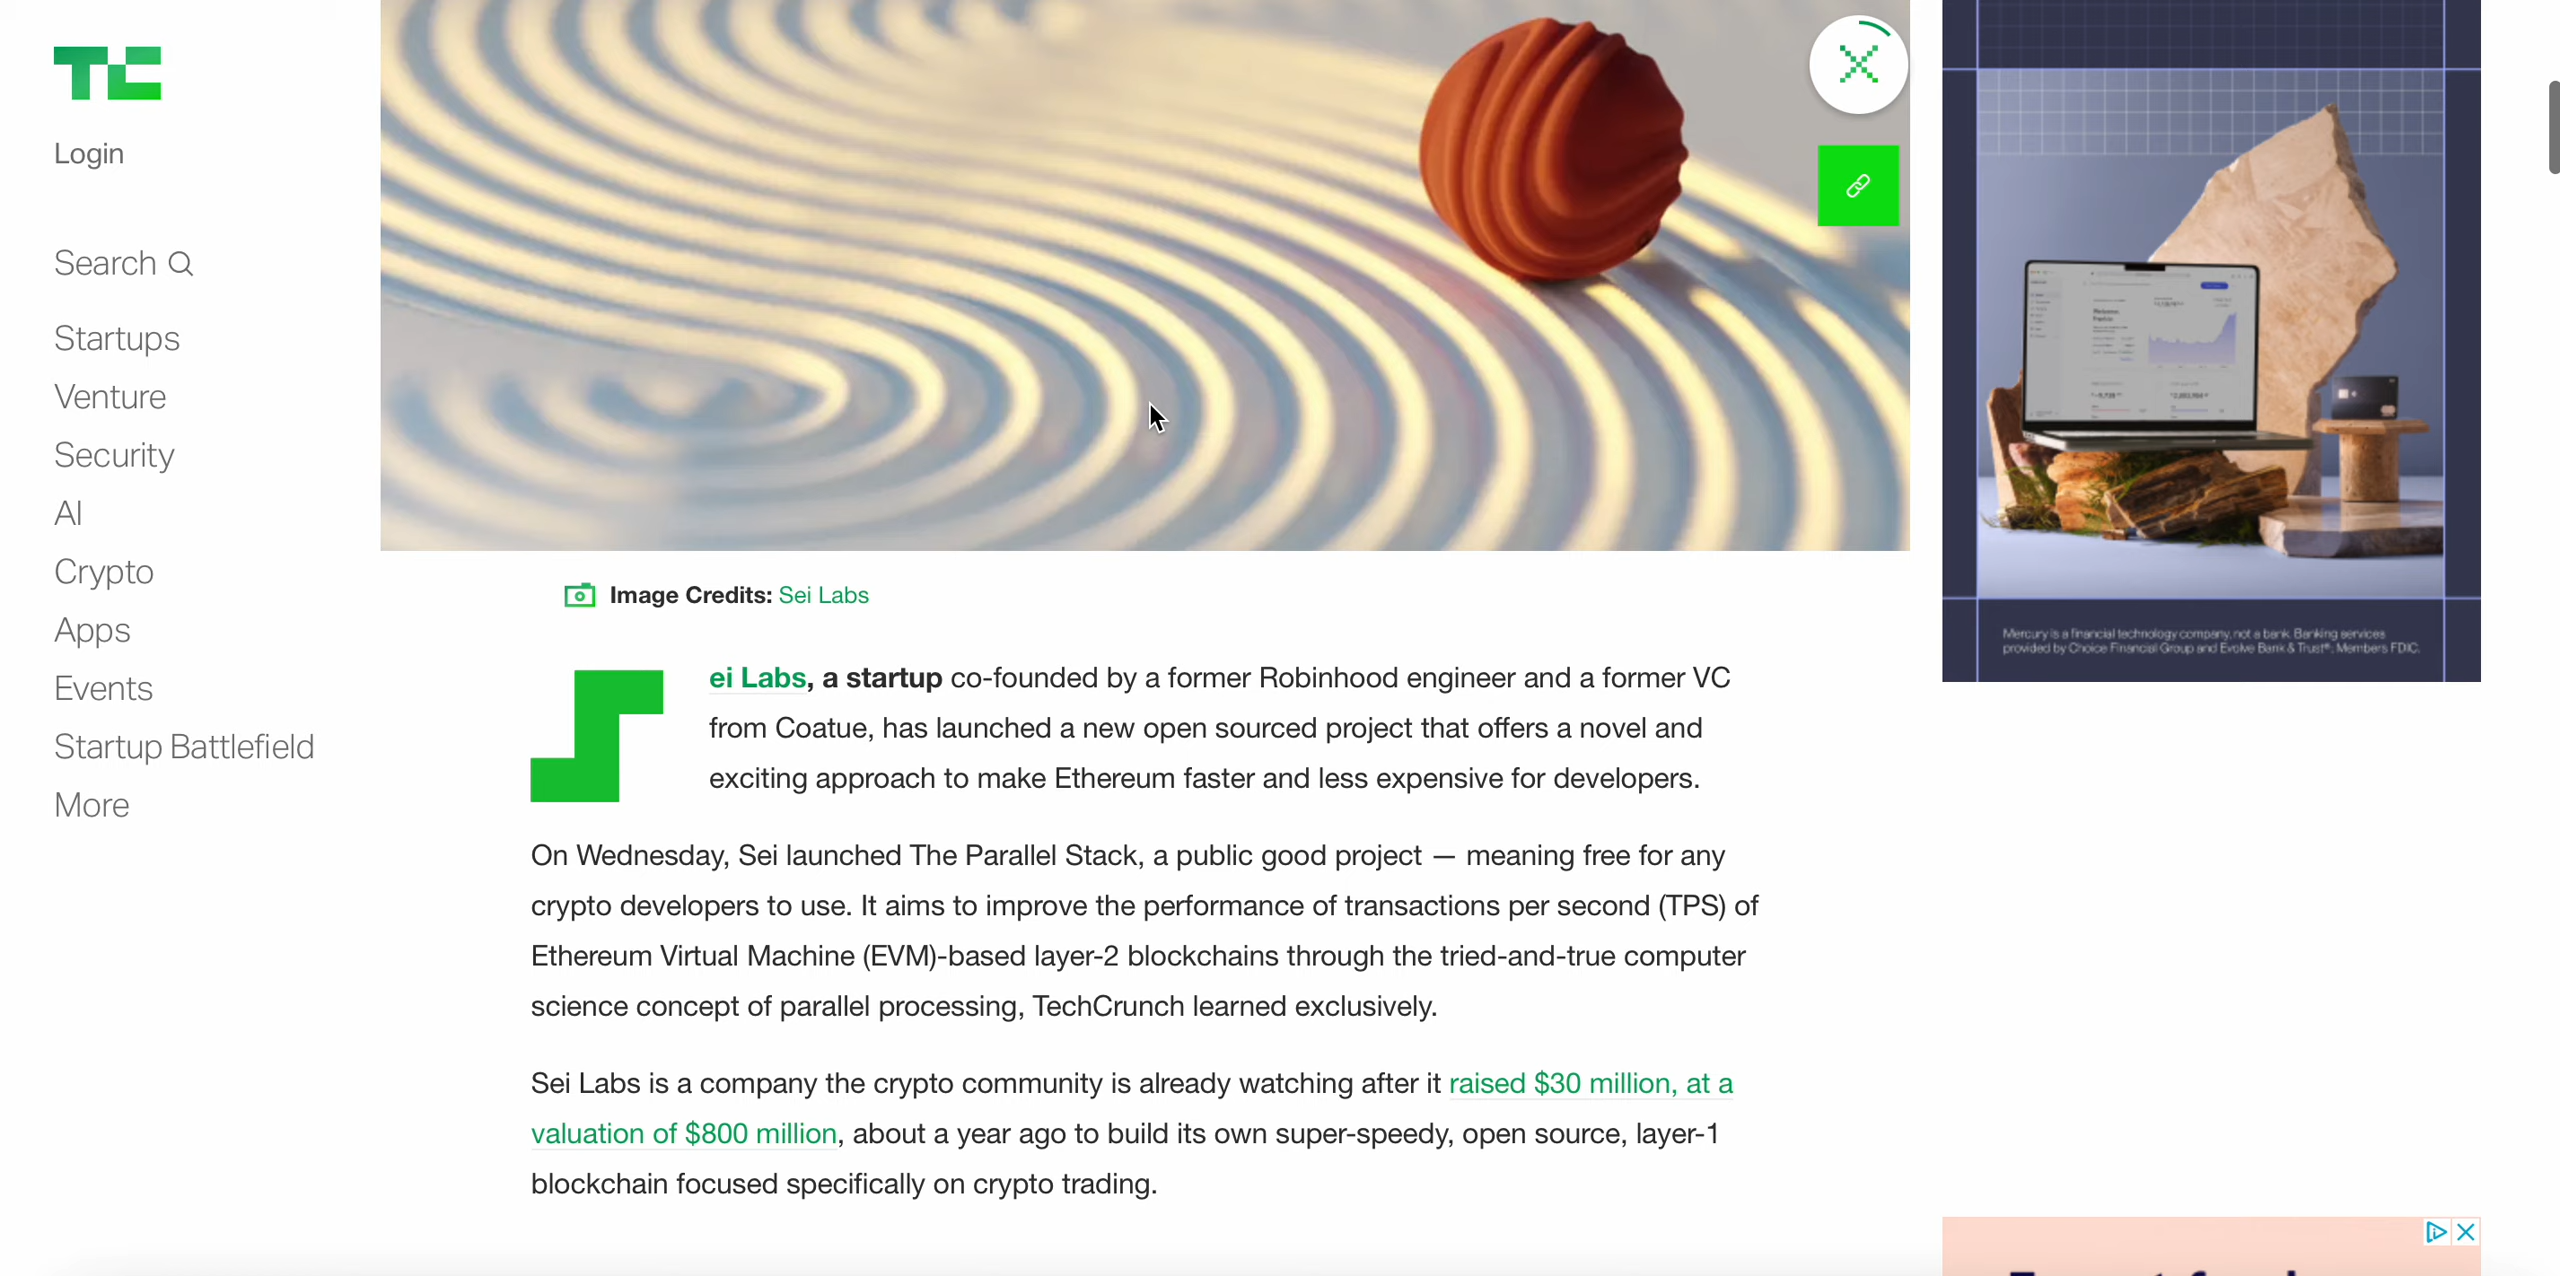 TC
Login
Search
Startups
Venture
Security
AI
Crypto
Apps
Events
Startup Battlefield
More
Image Credits: Sei Labs
ei Labs, a startup co-founded by a former Robinhood engineer and a former VC
from Coatue, has launched a new open sourced project that offers a novel and
exciting approach to make Ethereum faster and less expensive for developers.
On Wednesday, Sei launched The Parallel Stack, a public good project — meaning free for any
crypto developers to use. It aims to improve the performance of transactions per second (TPS) of
Ethereum Virtual Machine (EVM)-based layer-2 blockchains through the tried-and-true computer
science concept of parallel processing, TechCrunch learned exclusively.
Sei Labs is a company the crypto community is already watching after it raised $30 million, at a
valuation of $800 million, about a year ago to build its own super-speedy, open source, layer-1
blockchain focused specifically on crypto trading.
Mercury is a financial technology company, not a bank. Banking services
provided by Choice Financial Group and Evolve Bank & Trust®; Members FDIC.